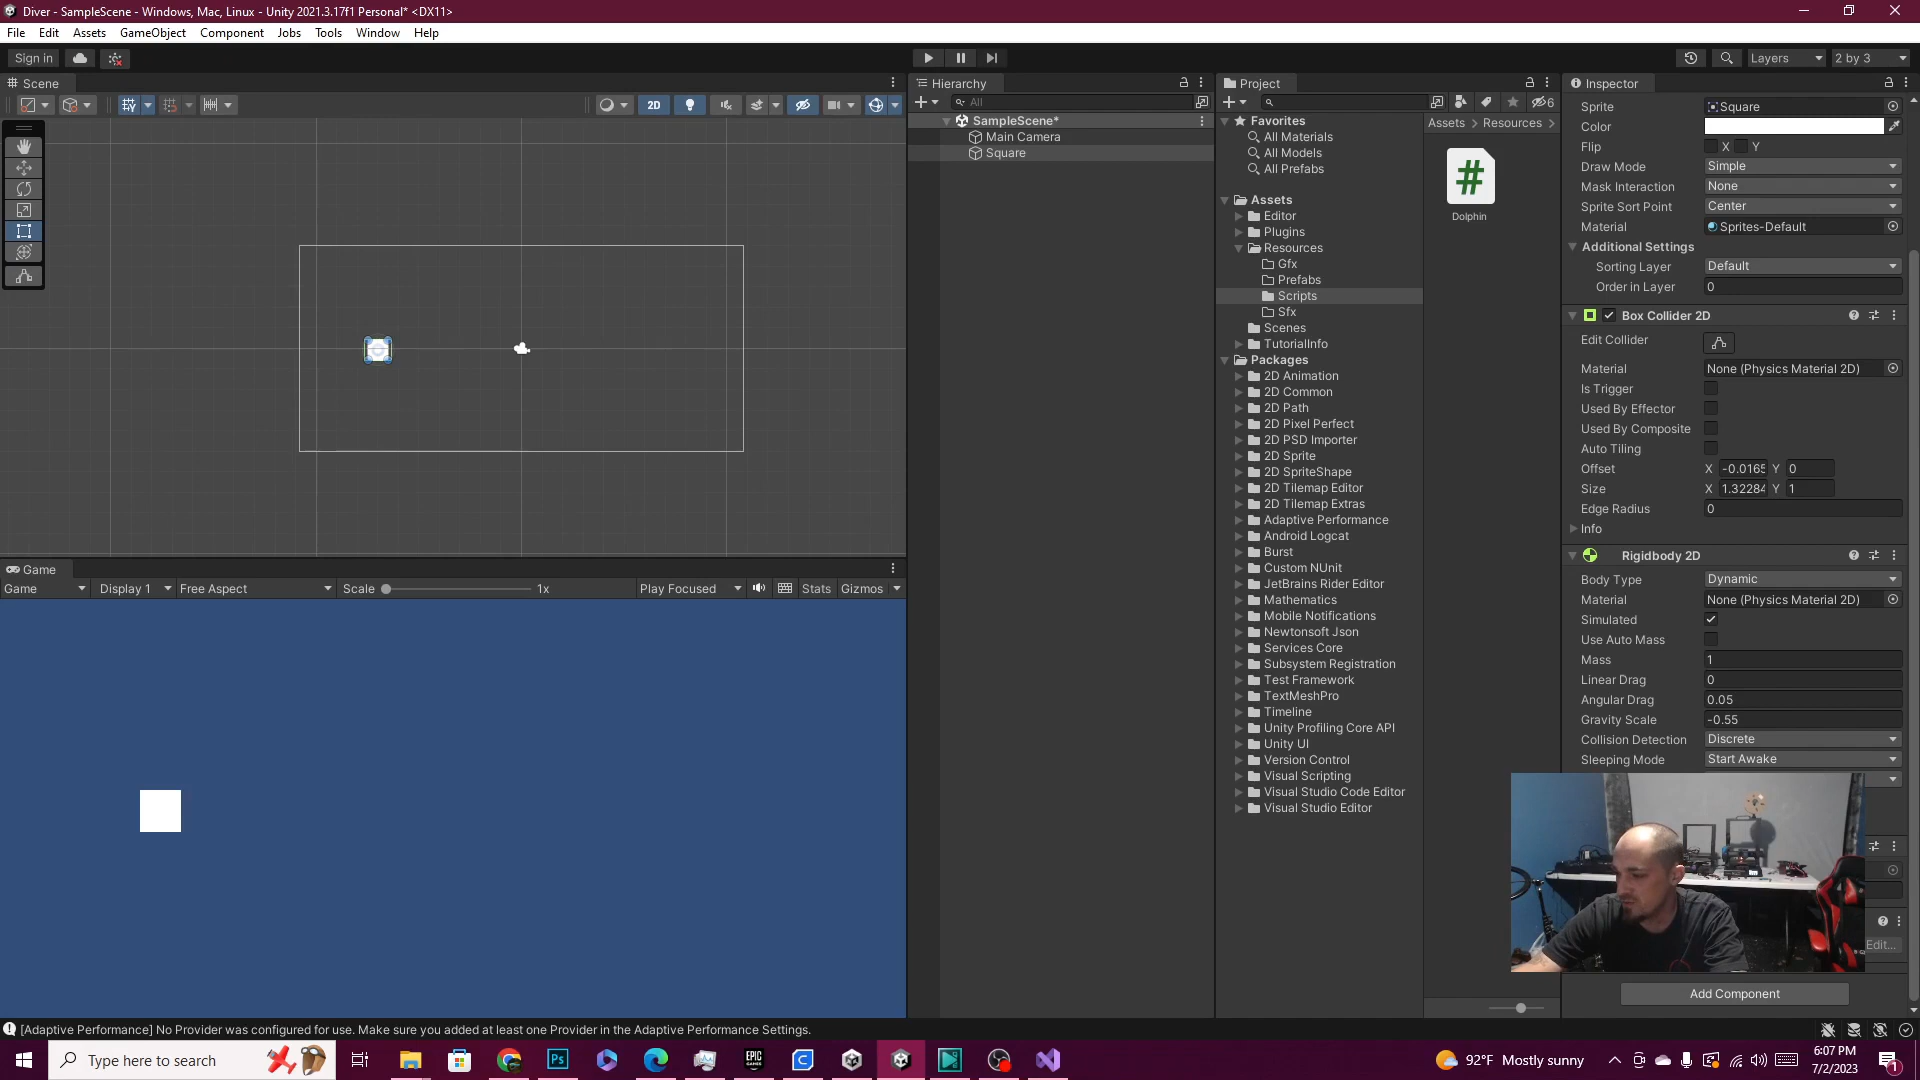 Diver - SampleScene - Windows, Mac, Linux - Unity 2021.3.17f1 Personal* <DX11>
File Edit Assets GameObject Component Jobs Tools Window Help
Sign in
Layers
2 by 3
Scene
2D
Hierarchy
All
SampleScene*
Main Camera
Square
Project
6
Favorites
All Materials
All Models
All Prefabs
Assets
Editor
Plugins
Resources
Gfx
Prefabs
Scripts
Sfx
Scenes
TutorialInfo
Packages
2D Animation
2D Common
2D Path
2D Pixel Perfect
2D PSD Importer
2D Sprite
2D SpriteShape
2D Tilemap Editor
2D Tilemap Extras
Adaptive Performance
Android Logcat
Burst
Custom NUnit
JetBrains Rider Editor
Mathematics
Mobile Notifications
Newtonsoft Json
Services Core
Subsystem Registration
Test Framework
TextMeshPro
Timeline
Unity Profiling Core API
Unity UI
Version Control
Visual Scripting
Visual Studio Code Editor
Visual Studio Editor
Assets > Resources >
#
Dolphin
Inspector
Sprite Square
Color
Flip X Y
Draw Mode Simple
Mask Interaction None
Sprite Sort Point Center
Material Sprites-Default
Additional Settings
Sorting Layer Default
Order in Layer 0
Box Collider 2D
Edit Collider
Material None (Physics Material 2D)
Is Trigger
Used By Effector
Used By Composite
Auto Tiling
Offset X -0.0165 Y 0
Size X 1.32284 Y 1
Edge Radius 0
Info
Rigidbody 2D
Body Type Dynamic
Material None (Physics Material 2D)
Simulated
Use Auto Mass
Mass 1
Linear Drag 0
Angular Drag 0.05
Gravity Scale -0.55
Collision Detection Discrete
Sleeping Mode Start Awake
Edit...
Add Component
Game
Game Display 1 Free Aspect Scale 1x Play Focused Stats Gizmos
[Adaptive Performance] No Provider was configured for use. Make sure you added at least one Provider in the Adaptive Performance Settings.
Type here to search
92°F Mostly sunny
6:07 PM
7/2/2023
1